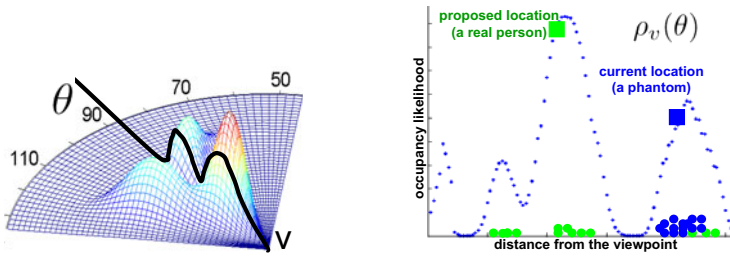 θ
110
90
70
50
V
proposed location
(a real person)
ρᵥ(θ)
current location
(a phantom)
occupancy likelihood
distance from the viewpoint